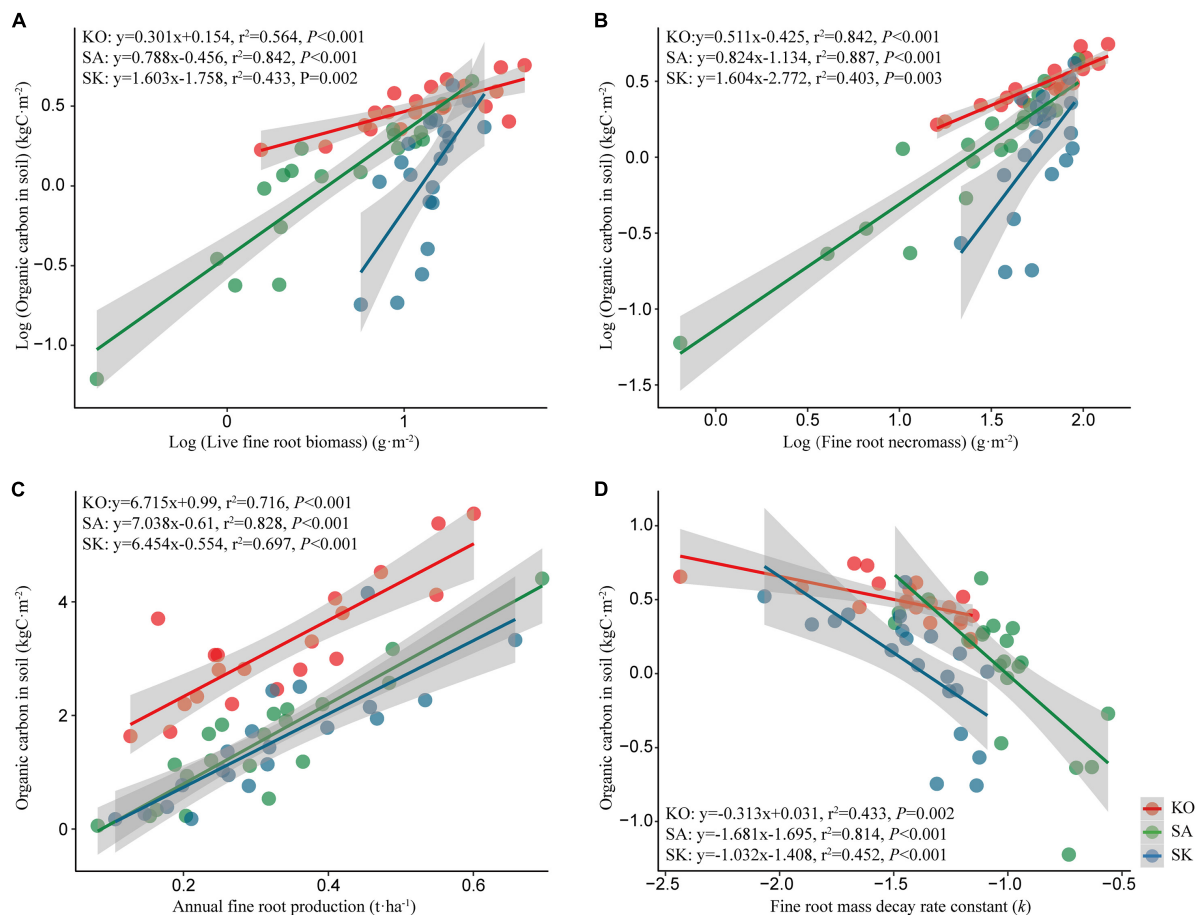 A
KO: y=0.301x+0.154, r²=0.564, P<0.001
SA: y=0.788x-0.456, r²=0.842, P<0.001
SK: y=1.603x-1.758, r²=0.433, P=0.002
Log (Organic carbon in soil) (kgC·m⁻²)
0.5
0.0
−0.5
−1.0
0
1
Log (Live fine root biomass) (g·m⁻²)
B
KO:y=0.511x-0.425, r²=0.842, P<0.001
SA: y=0.824x-1.134, r²=0.887, P<0.001
SK: y=1.604x-2.772, r²=0.403, P=0.003
Log (Organic carbon in soil) (kgC·m⁻²)
0.5
0.0
−0.5
−1.0
−1.5
0.0
0.5
1.0
1.5
2.0
Log (Fine root necromass) (g·m⁻²)
C
KO:y=6.715x+0.99, r²=0.716, P<0.001
SA: y=7.038x-0.61, r²=0.828, P<0.001
SK: y=6.454x-0.554, r²=0.697, P<0.001
Organic carbon in soil) (kgC·m⁻²)
4
2
0
0.2
0.4
0.6
Annual fine root production (t·ha⁻¹)
D
Organic carbon in soil) (kgC·m⁻²)
1.0
0.5
0.0
−0.5
−1.0
KO: y=-0.313x+0.031, r²=0.433, P=0.002
SA: y=-1.681x-1.695, r²=0.814, P<0.001
SK: y=-1.032x-1.408, r²=0.452, P<0.001
−2.5
−2.0
−1.5
−1.0
−0.5
Fine root mass decay rate constant (k)
KO
SA
SK